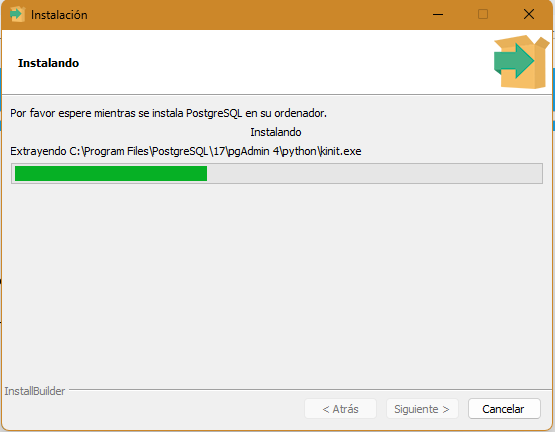 Instalación
Instalando
Por favor espere mientras se instala PostgreSQL en su ordenador.
Instalando
Extrayendo C:\Program Files\PostgreSQL\17\pgAdmin 4\python\kinit.exe
InstallBuilder
< Atrás
Siguiente >
Cancelar